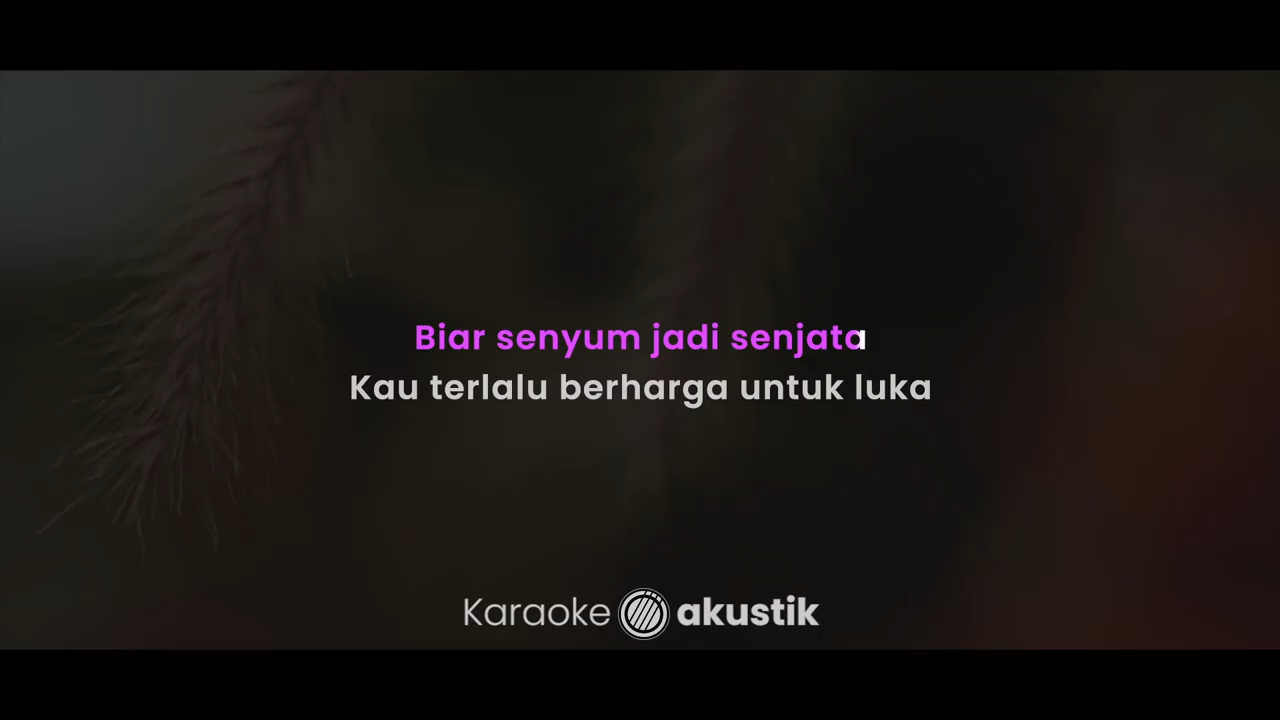 Biar senyum jadi senjata
Kau terlalu berharga untuk luka
Karaoke akustik